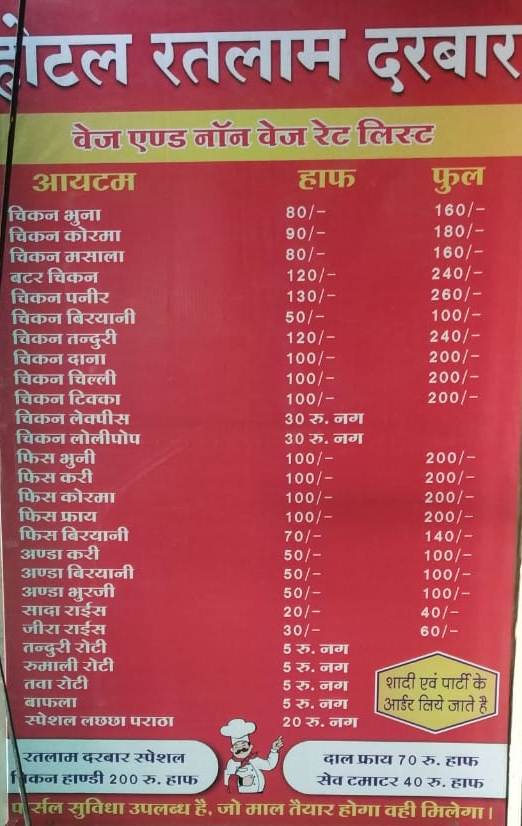 होटल रतलाम दरबार
वेज एण्ड नॉन वेज रेट लिस्ट
आयटम हाफ फुल
चिकन भुना 80/- 160/-
चिकन कोरमा 90/- 180/-
चिकन मसाला 80/- 160/-
बटर चिकन 120/- 240/-
चिकन पनीर 130/- 260/-
चिकन बिरयानी 50/- 100/-
चिकन तन्दुरी 120/- 240/-
चिकन दाना 100/- 200/-
चिकन चिल्ली 100/- 200/-
चिकन टिक्का 100/- 200/-
चिकन लेक्पीस 30 रु. नग
चिकन लोलीपोप 30 रु. नग
फिस भुनी 100/- 200/-
फिस करी 100/- 200/-
फिस कोरमा 100/- 200/-
फिस फ्राय 100/- 200/-
फिस बिरयानी 70/- 140/-
अण्डा करी 50/- 100/-
अण्डा बिरयानी 50/- 100/-
अण्डा भुरजी 50/- 100/-
सादा राईस 20/- 40/-
जीरा राईस 30/- 60/-
तन्दुरी रोटी 5 रु. नग
रुमाली रोटी 5 रु. नग
तवा रोटी 5 रु. नग
बाफला 5 रु. नग
स्पेशल लछछा पराठा 20 रु. नग
शादी एवं पार्टी के
आर्डर लिये जाते है
रतलाम दरबार स्पेशल
चिकन हाण्डी 200 रु. हाफ
दाल फ्राय 70 रु. हाफ
सेव टमाटर 40 रु. हाफ
पार्सल सुविधा उपलब्ध है, जो माल तैयार होगा वही मिलेगा।